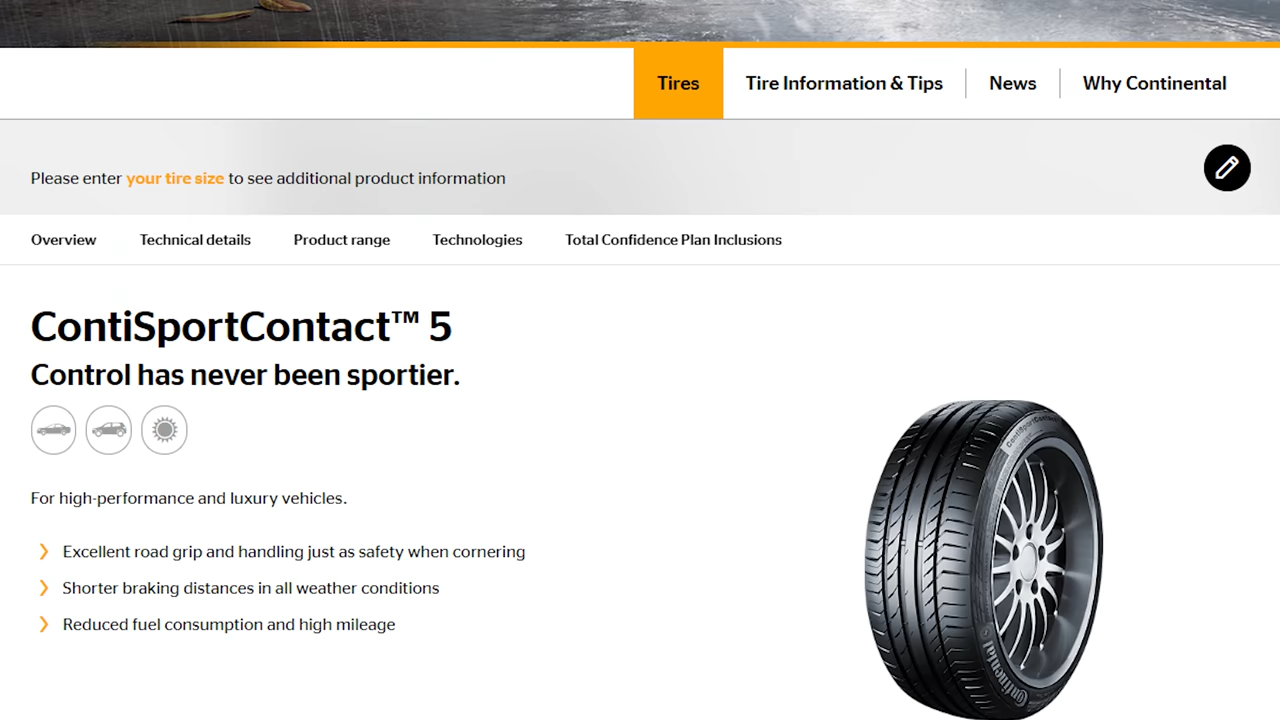 Tires
Tire Information & Tips
News
Why Continental
Please enter your tire size to see additional product information
Overview
Technical details
Product range
Technologies
Total Confidence Plan Inclusions
ContiSportContact™ 5
Control has never been sportier.
For high-performance and luxury vehicles.
Excellent road grip and handling just as safety when cornering
Shorter braking distances in all weather conditions
Reduced fuel consumption and high mileage
ContiSportContact
Continental